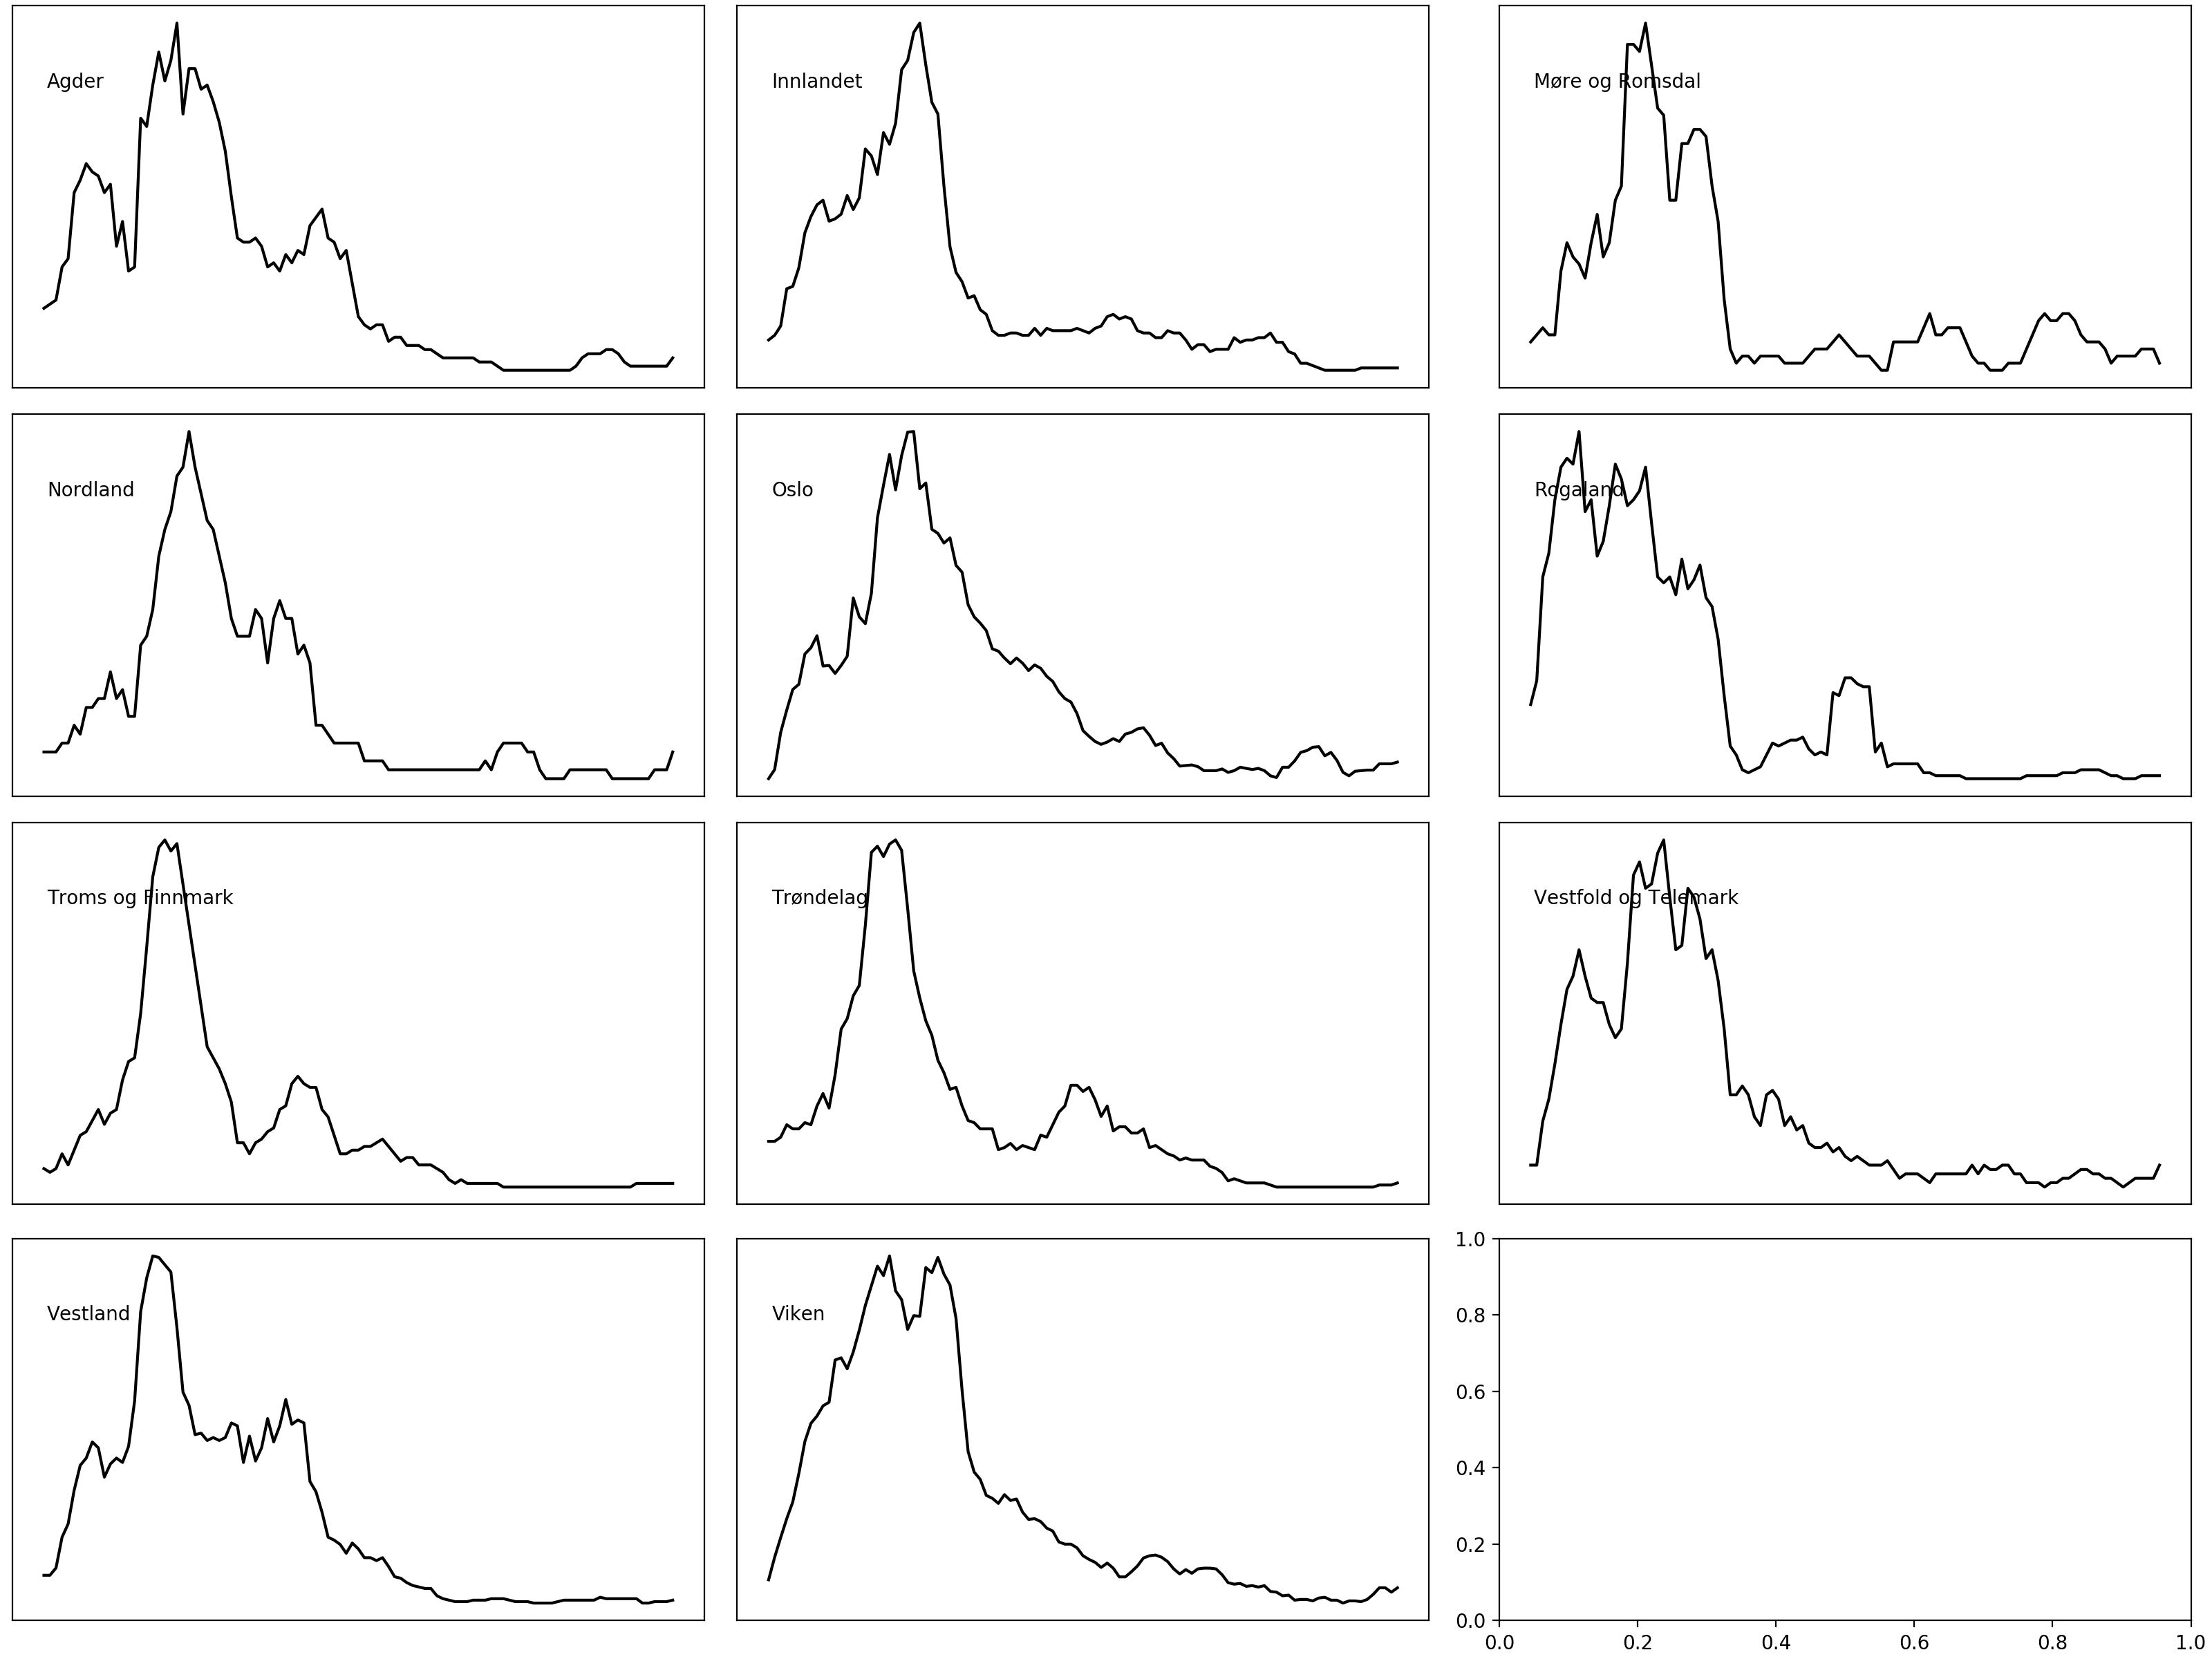 Agder
Innlandet
Møre og Romsdal
Nordland
Oslo
Rogaland
Troms og Finnmark
Trøndelag
Vestfold og Telemark
Vestland
Viken
1.0
0.8
0.6
0.4
0.2
0.0
0.0 0.2 0.4 0.6 0.8 1.0